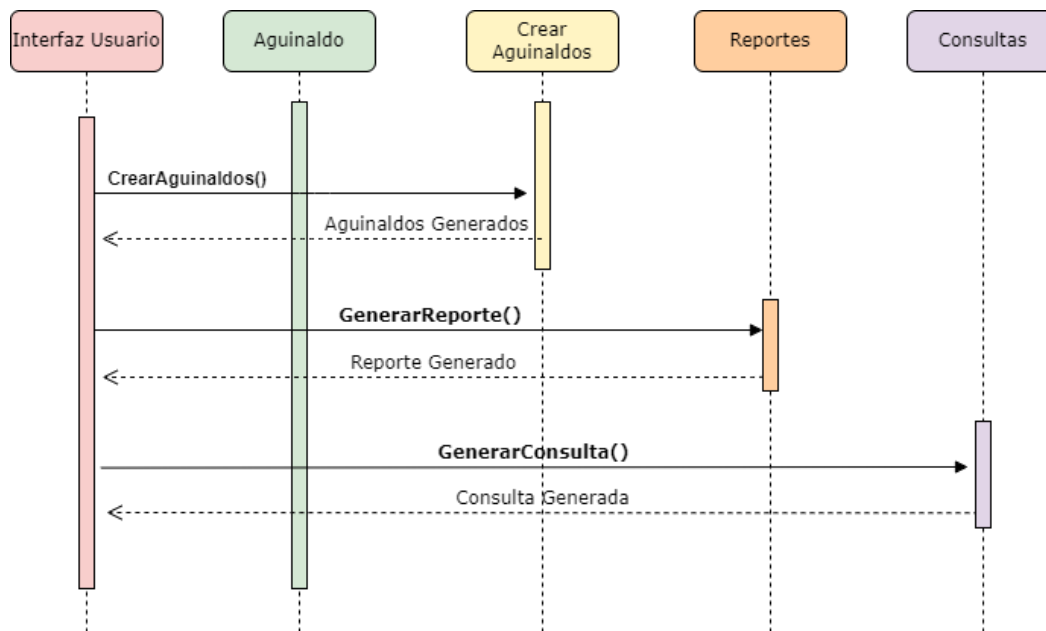 Interfaz Usuario
Aguinaldo
Crear
Aguinaldos
Reportes
Consultas
CrearAguinaldos()
Aguinaldos Generados
GenerarReporte()
Reporte Generado
GenerarConsulta()
Consulta Generada